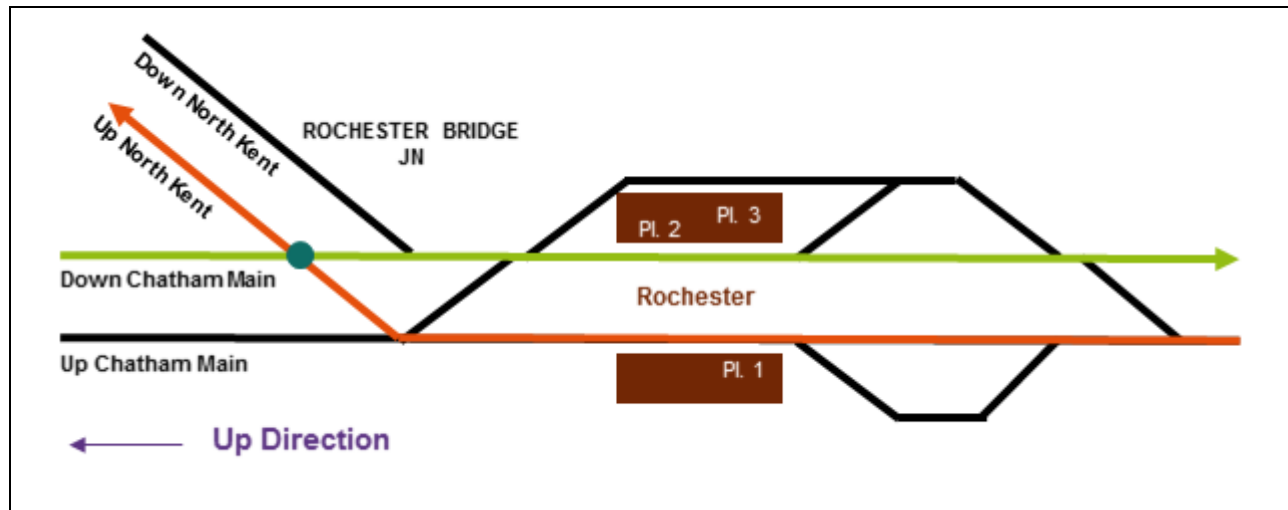 Down North Kent
Up North Kent
ROCHESTER BRIDGE
JN
Pl. 3
Pl. 2
Down Chatham Main
Rochester
Up Chatham Main
Pl. 1
Up Direction